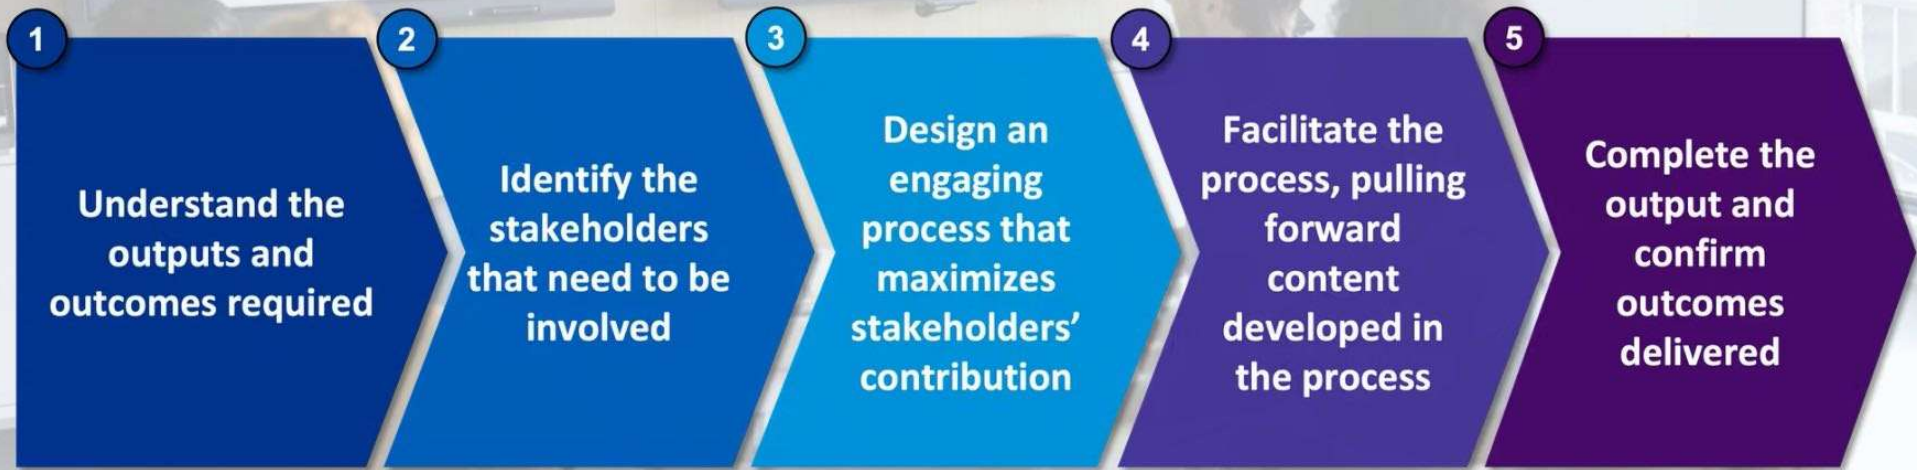 1
Understand the
outputs and
outcomes required
2
Identify the
stakeholders
that need to be
involved
3
Design an
engaging
process that
maximizes
stakeholders’
contribution
4
Facilitate the
process, pulling
forward
content
developed in
the process
5
Complete the
output and
confirm
outcomes
delivered